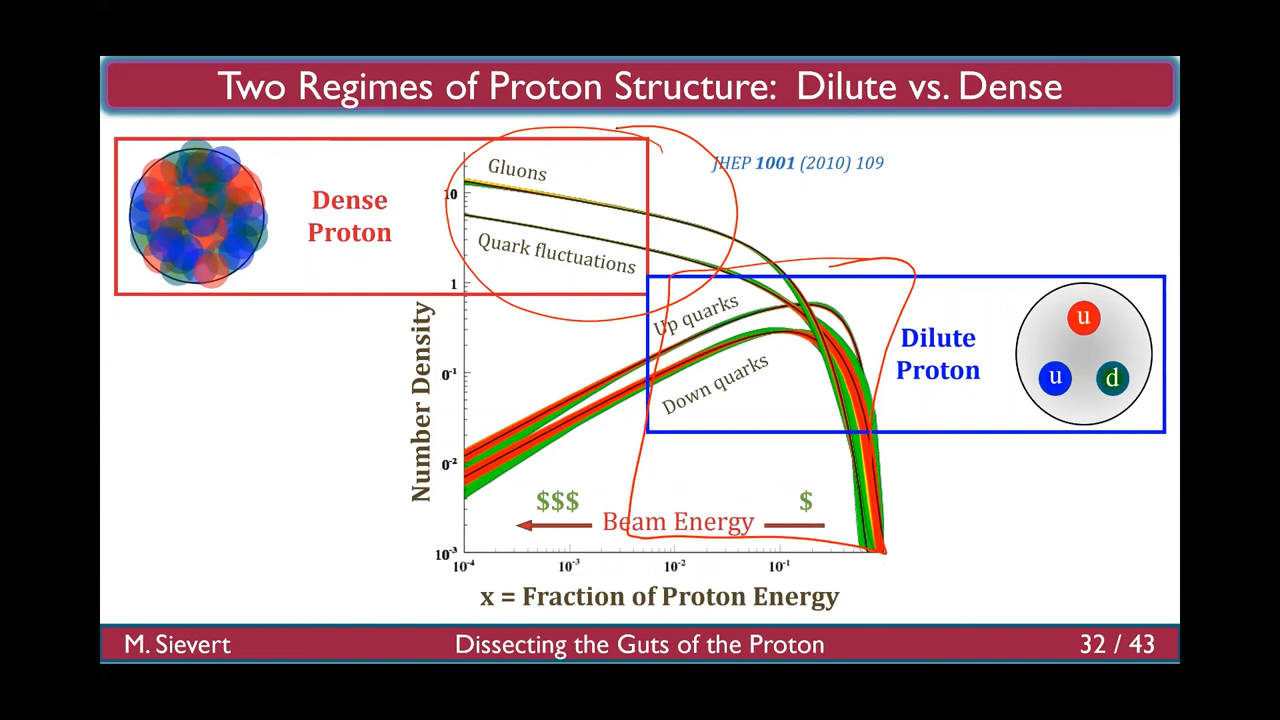 Two Regimes of Proton Structure: Dilute vs. Dense
JHEP 1001 (2010) 109
Dense
Proton
Gluons
Quark fluctuations
10
1
10⁻¹
0⁻²
10⁻³
Number Density
Up quarks
Down quarks
Dilute
Proton
u
u
d
$$$
$
Beam Energy
10⁻⁴
10⁻³
10⁻²
10⁻¹
x = Fraction of Proton Energy
M. Sievert
Dissecting the Guts of the Proton
32 / 43